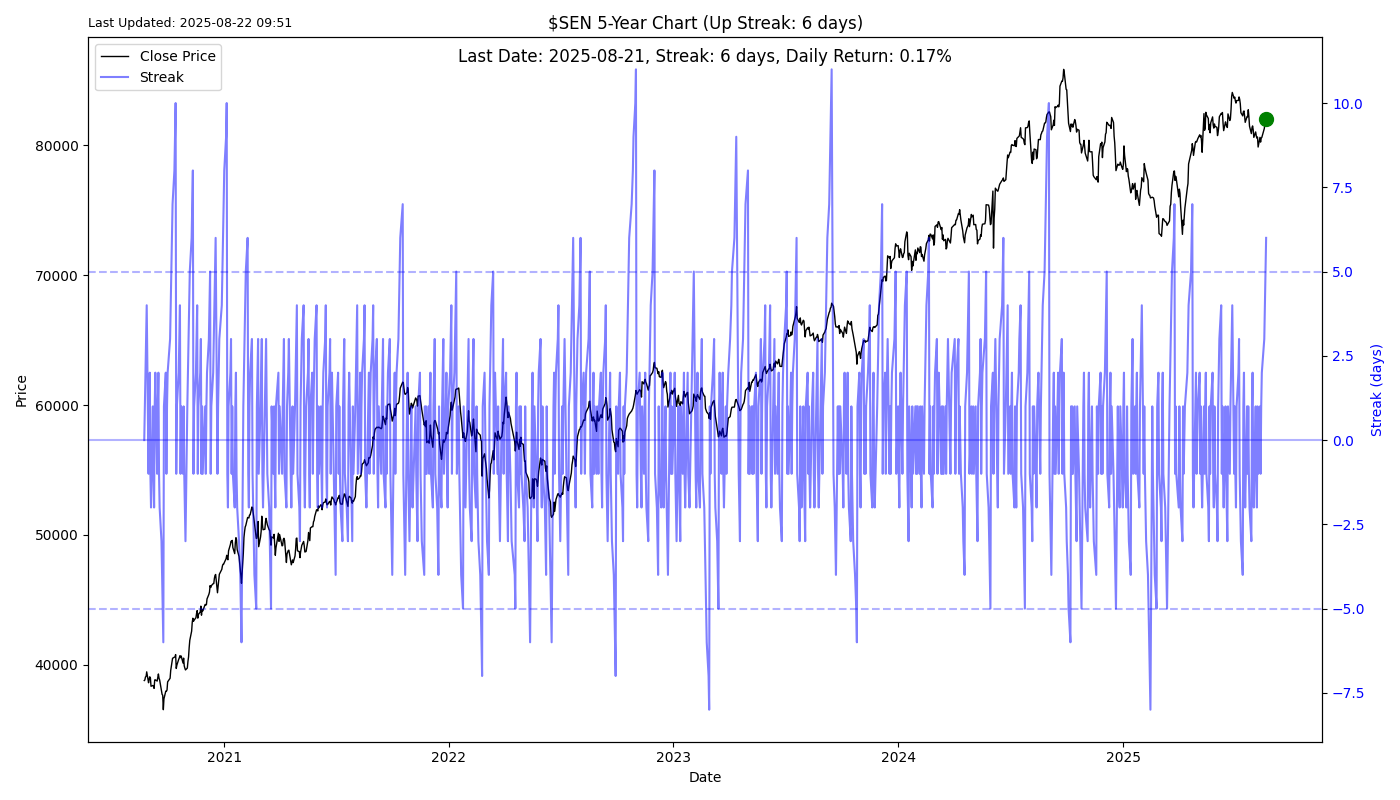 Last Updated: 2025-08-22 09:51
$SEN 5-Year Chart (Up Streak: 6 days)
Last Date: 2025-08-21, Streak: 6 days, Daily Return: 0.17%
Close Price
Streak
80000
70000
60000
50000
40000
Price
10.0
7.5
5.0
2.5
0.0
−2.5
−5.0
−7.5
Streak (days)
2021
2022
2023
2024
2025
Date